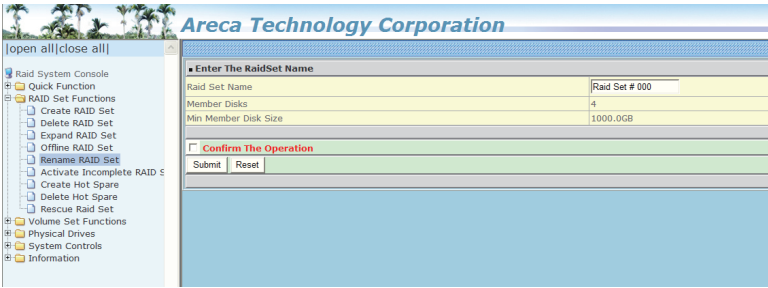 Areca Technology Corporation
|open all|close all|
Raid System Console
Quick Function
RAID Set Functions
Create RAID Set
Delete RAID Set
Expand RAID Set
Offline RAID Set
Rename RAID Set
Activate Incomplete RAID S
Create Hot Spare
Delete Hot Spare
Rescue Raid Set
Volume Set Functions
Physical Drives
System Controls
Information
Enter The RaidSet Name
Raid Set Name Raid Set # 000
Member Disks 4
Min Member Disk Size 1000.0GB
Confirm The Operation
Submit Reset